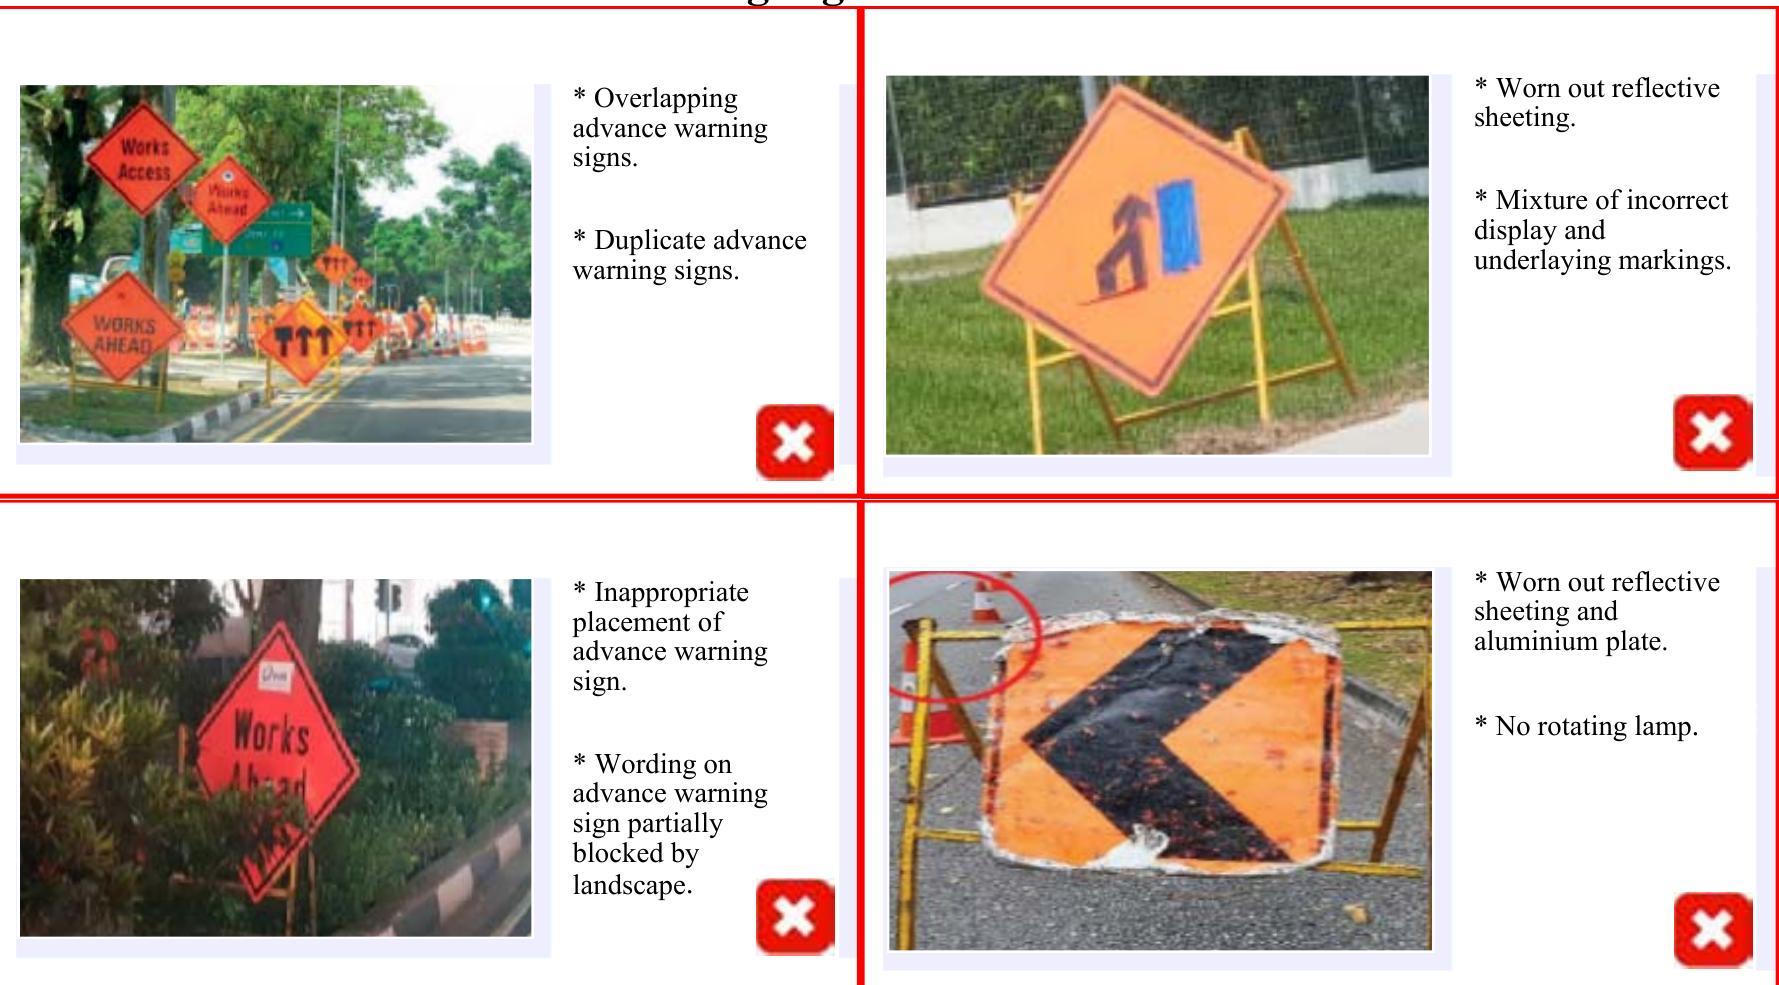 * Overlapping
advance warning
signs.
* Duplicate advance
warning signs.
Works
Access
Works
Ahead
WORKS
AHEAD
* Worn out reflective
sheeting.
* Mixture of incorrect
display and
underlaying markings.
* Inappropriate
placement of
advance warning
sign.
* Wording on
advance warning
sign partially
blocked by
landscape.
Works
Ahead
* Worn out reflective
sheeting and
aluminium plate.
* No rotating lamp.